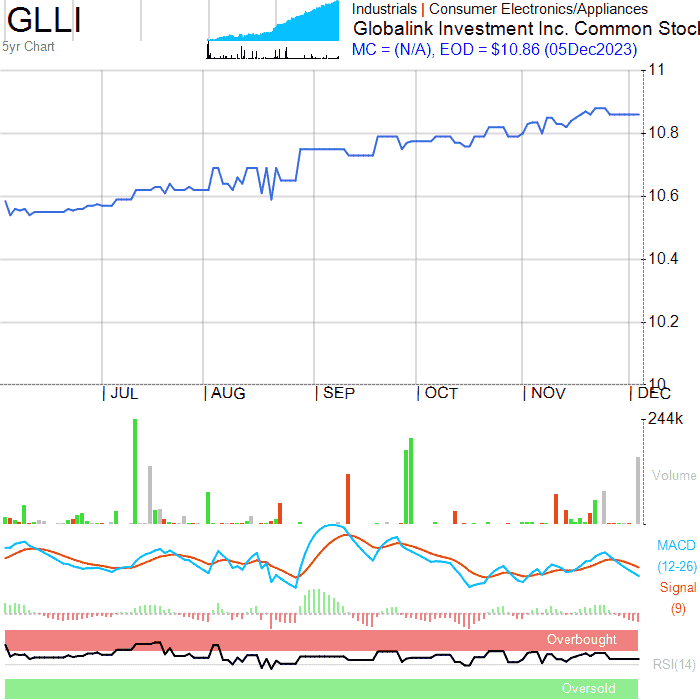 GLLI
5yr Chart
Industrials | Consumer Electronics/Appliances
Globalink Investment Inc. Common Stock
MC = (N/A), EOD = $10.86 (05Dec2023)
11
10.8
10.6
10.4
10.2
10
| JUL | AUG | SEP | OCT | NOV | DEC
244k
Volume
MACD
(12-26)
Signal
(9)
Overbought
RSI(14)
Oversold